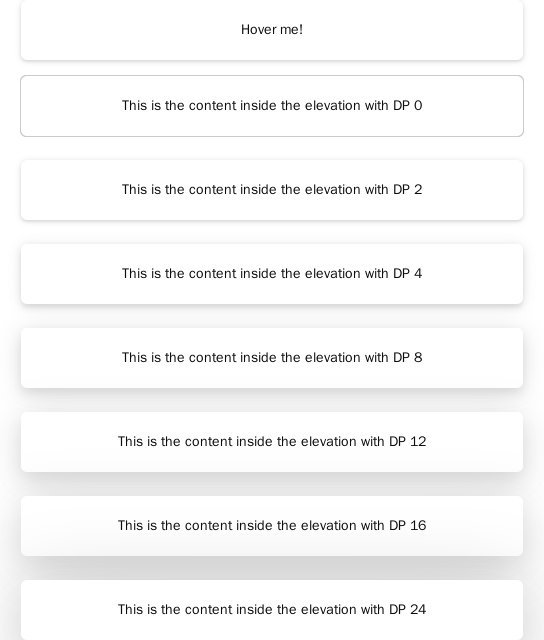 Hover me!
This is the content inside the elevation with DP 0
This is the content inside the elevation with DP 2
This is the content inside the elevation with DP 4
This is the content inside the elevation with DP 8
This is the content inside the elevation with DP 12
This is the content inside the elevation with DP 16
This is the content inside the elevation with DP 24